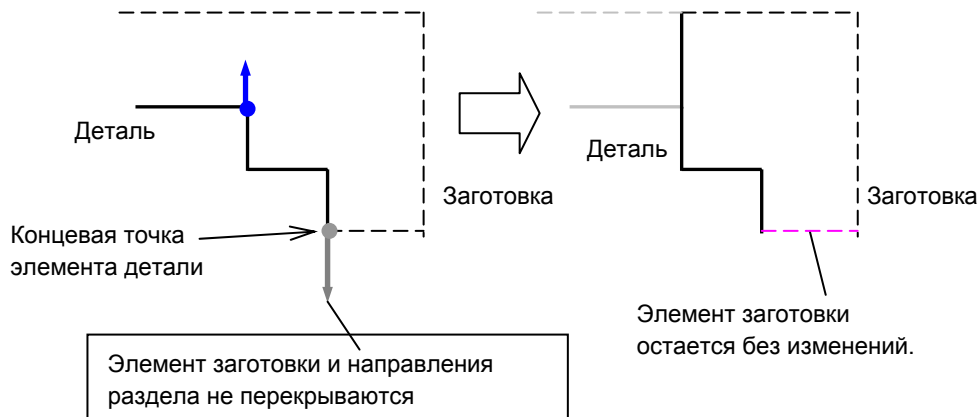 Деталь
Заготовка
Концевая точка
элемента детали
Элемент заготовки и направления
раздела не перекрываются
Деталь
Заготовка
Элемент заготовки
остается без изменений.